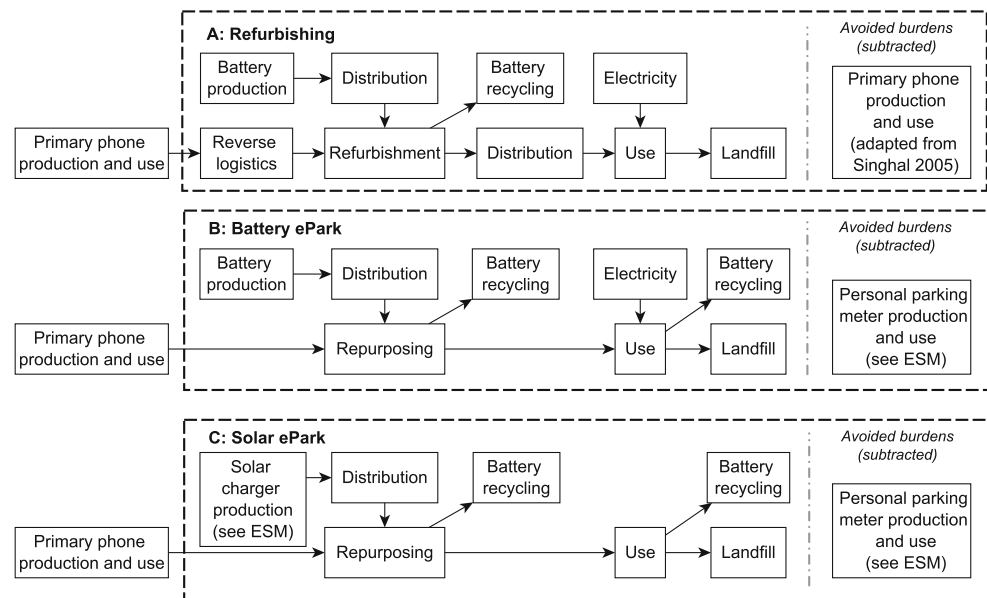 A: Refurbishing
Avoided burdens
(subtracted)
Battery
production
Distribution
Battery
recycling
Electricity
Primary phone
production and use
Reverse
logistics
Refurbishment
Distribution
Use
Landfill
Primary phone
production
and use
(adapted from
Singhal 2005)
B: Battery ePark
Avoided burdens
(subtracted)
Battery
production
Distribution
Battery
recycling
Electricity
Battery
recycling
Primary phone
production and use
Repurposing
Use
Landfill
Personal parking
meter production
and use
(see ESM)
C: Solar ePark
Avoided burdens
(subtracted)
Solar
charger
production
(see ESM)
Distribution
Battery
recycling
Battery
recycling
Primary phone
production and use
Repurposing
Use
Landfill
Personal parking
meter production
and use
(see ESM)